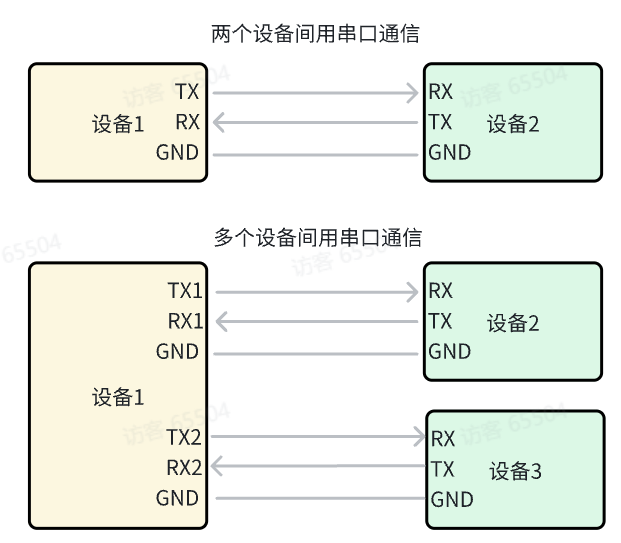 两个设备间用串口通信
TX
RX
设备1
RX
TX
设备2
GND
GND
多个设备间用串口通信
TX1
RX
RX1
TX
设备2
GND
GND
设备1
TX2
RX
RX2
TX
设备3
GND
GND
访客 65504
访客 65504
65504
访客 65504
访客 65504
访客 65504